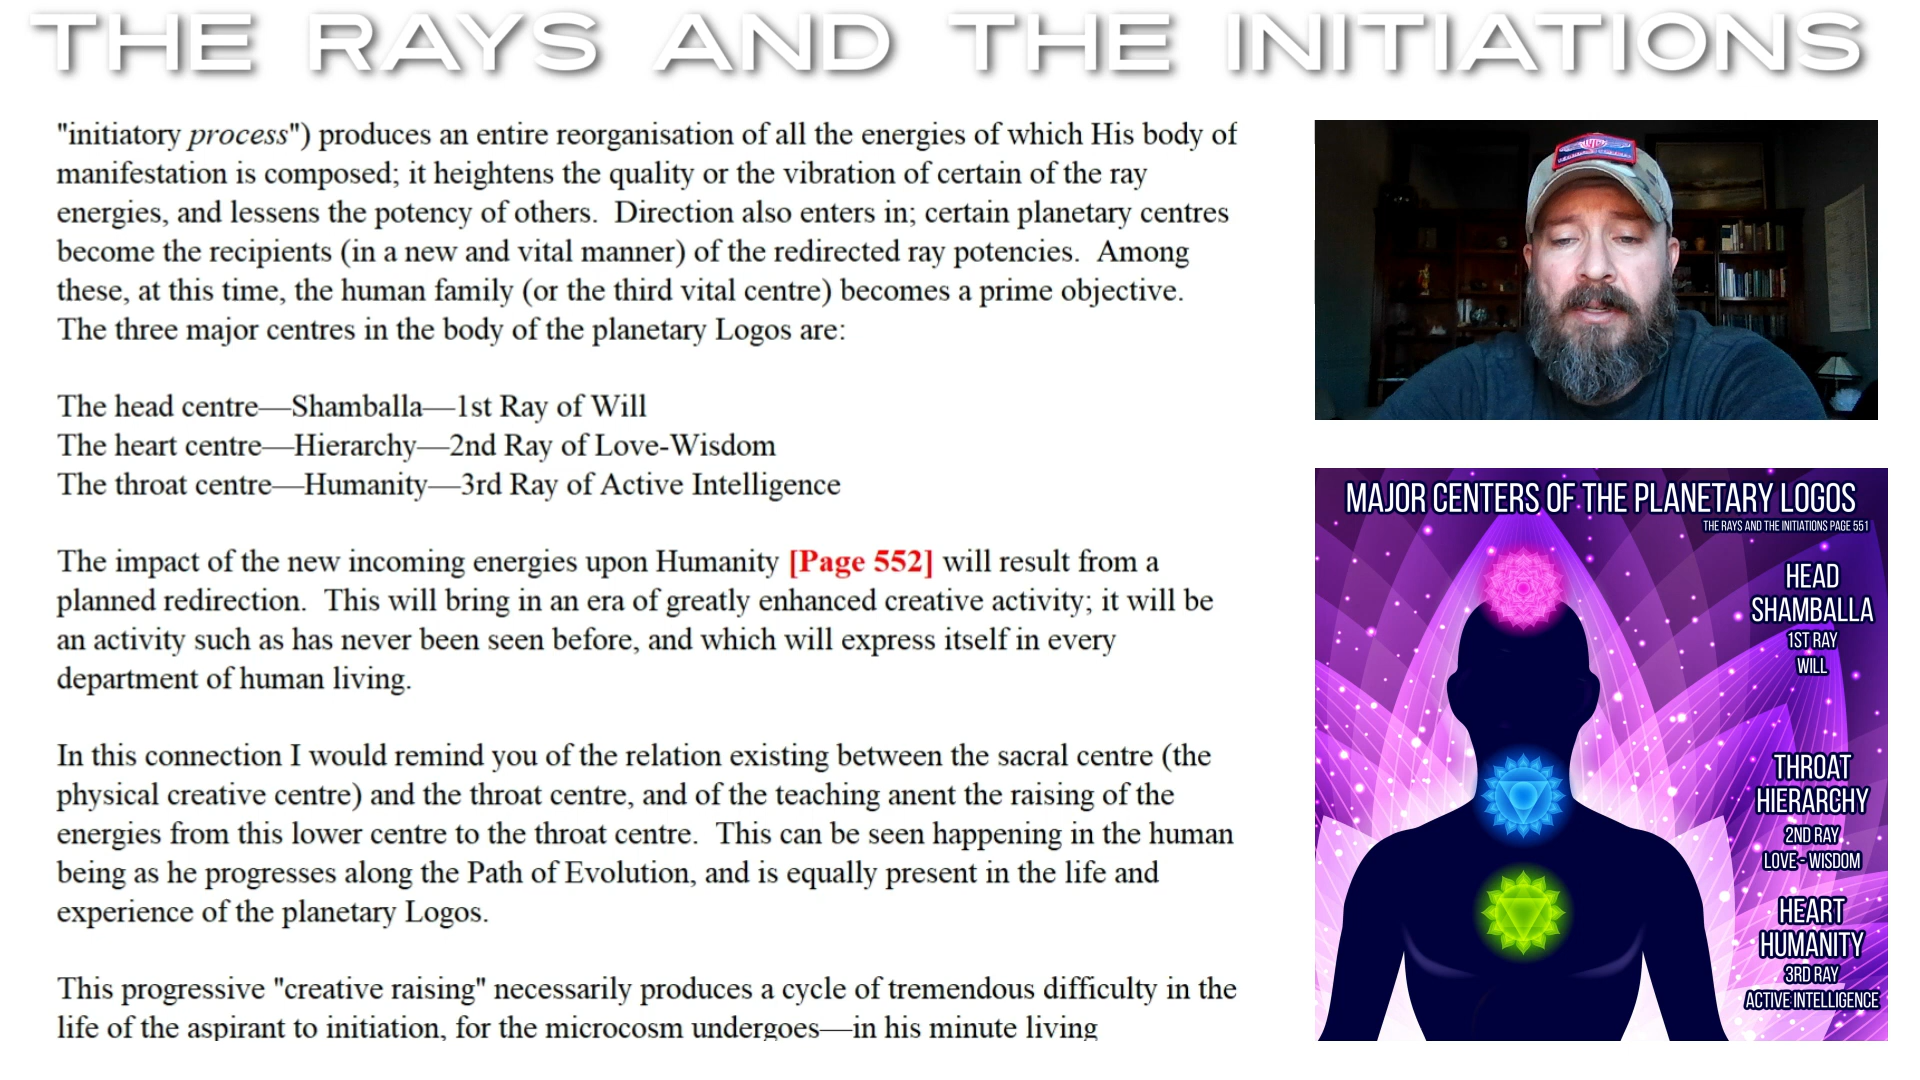 THE RAYS AND THE INITIATIONS
"initiatory process") produces an entire reorganisation of all the energies of which His body of
manifestation is composed; it heightens the quality or the vibration of certain of the ray
energies, and lessens the potency of others.  Direction also enters in; certain planetary centres
become the recipients (in a new and vital manner) of the redirected ray potencies.  Among
these, at this time, the human family (or the third vital centre) becomes a prime objective.
The three major centres in the body of the planetary Logos are:
The head centre—Shamballa—1st Ray of Will
The heart centre—Hierarchy—2nd Ray of Love-Wisdom
The throat centre—Humanity—3rd Ray of Active Intelligence
The impact of the new incoming energies upon Humanity [Page 552] will result from a
planned redirection.  This will bring in an era of greatly enhanced creative activity; it will be
an activity such as has never been seen before, and which will express itself in every
department of human living.
In this connection I would remind you of the relation existing between the sacral centre (the
physical creative centre) and the throat centre, and of the teaching anent the raising of the
energies from this lower centre to the throat centre.  This can be seen happening in the human
being as he progresses along the Path of Evolution, and is equally present in the life and
experience of the planetary Logos.
This progressive "creative raising" necessarily produces a cycle of tremendous difficulty in the
life of the aspirant to initiation, for the microcosm undergoes—in his minute living
MAJOR CENTERS OF THE PLANETARY LOGOS
THE RAYS AND THE INITIATIONS PAGE 551
HEAD
SHAMBALLA
1ST RAY
WILL
THROAT
HIERARCHY
2ND RAY
LOVE - WISDOM
HEART
HUMANITY
3RD RAY
ACTIVE INTELLIGENCE